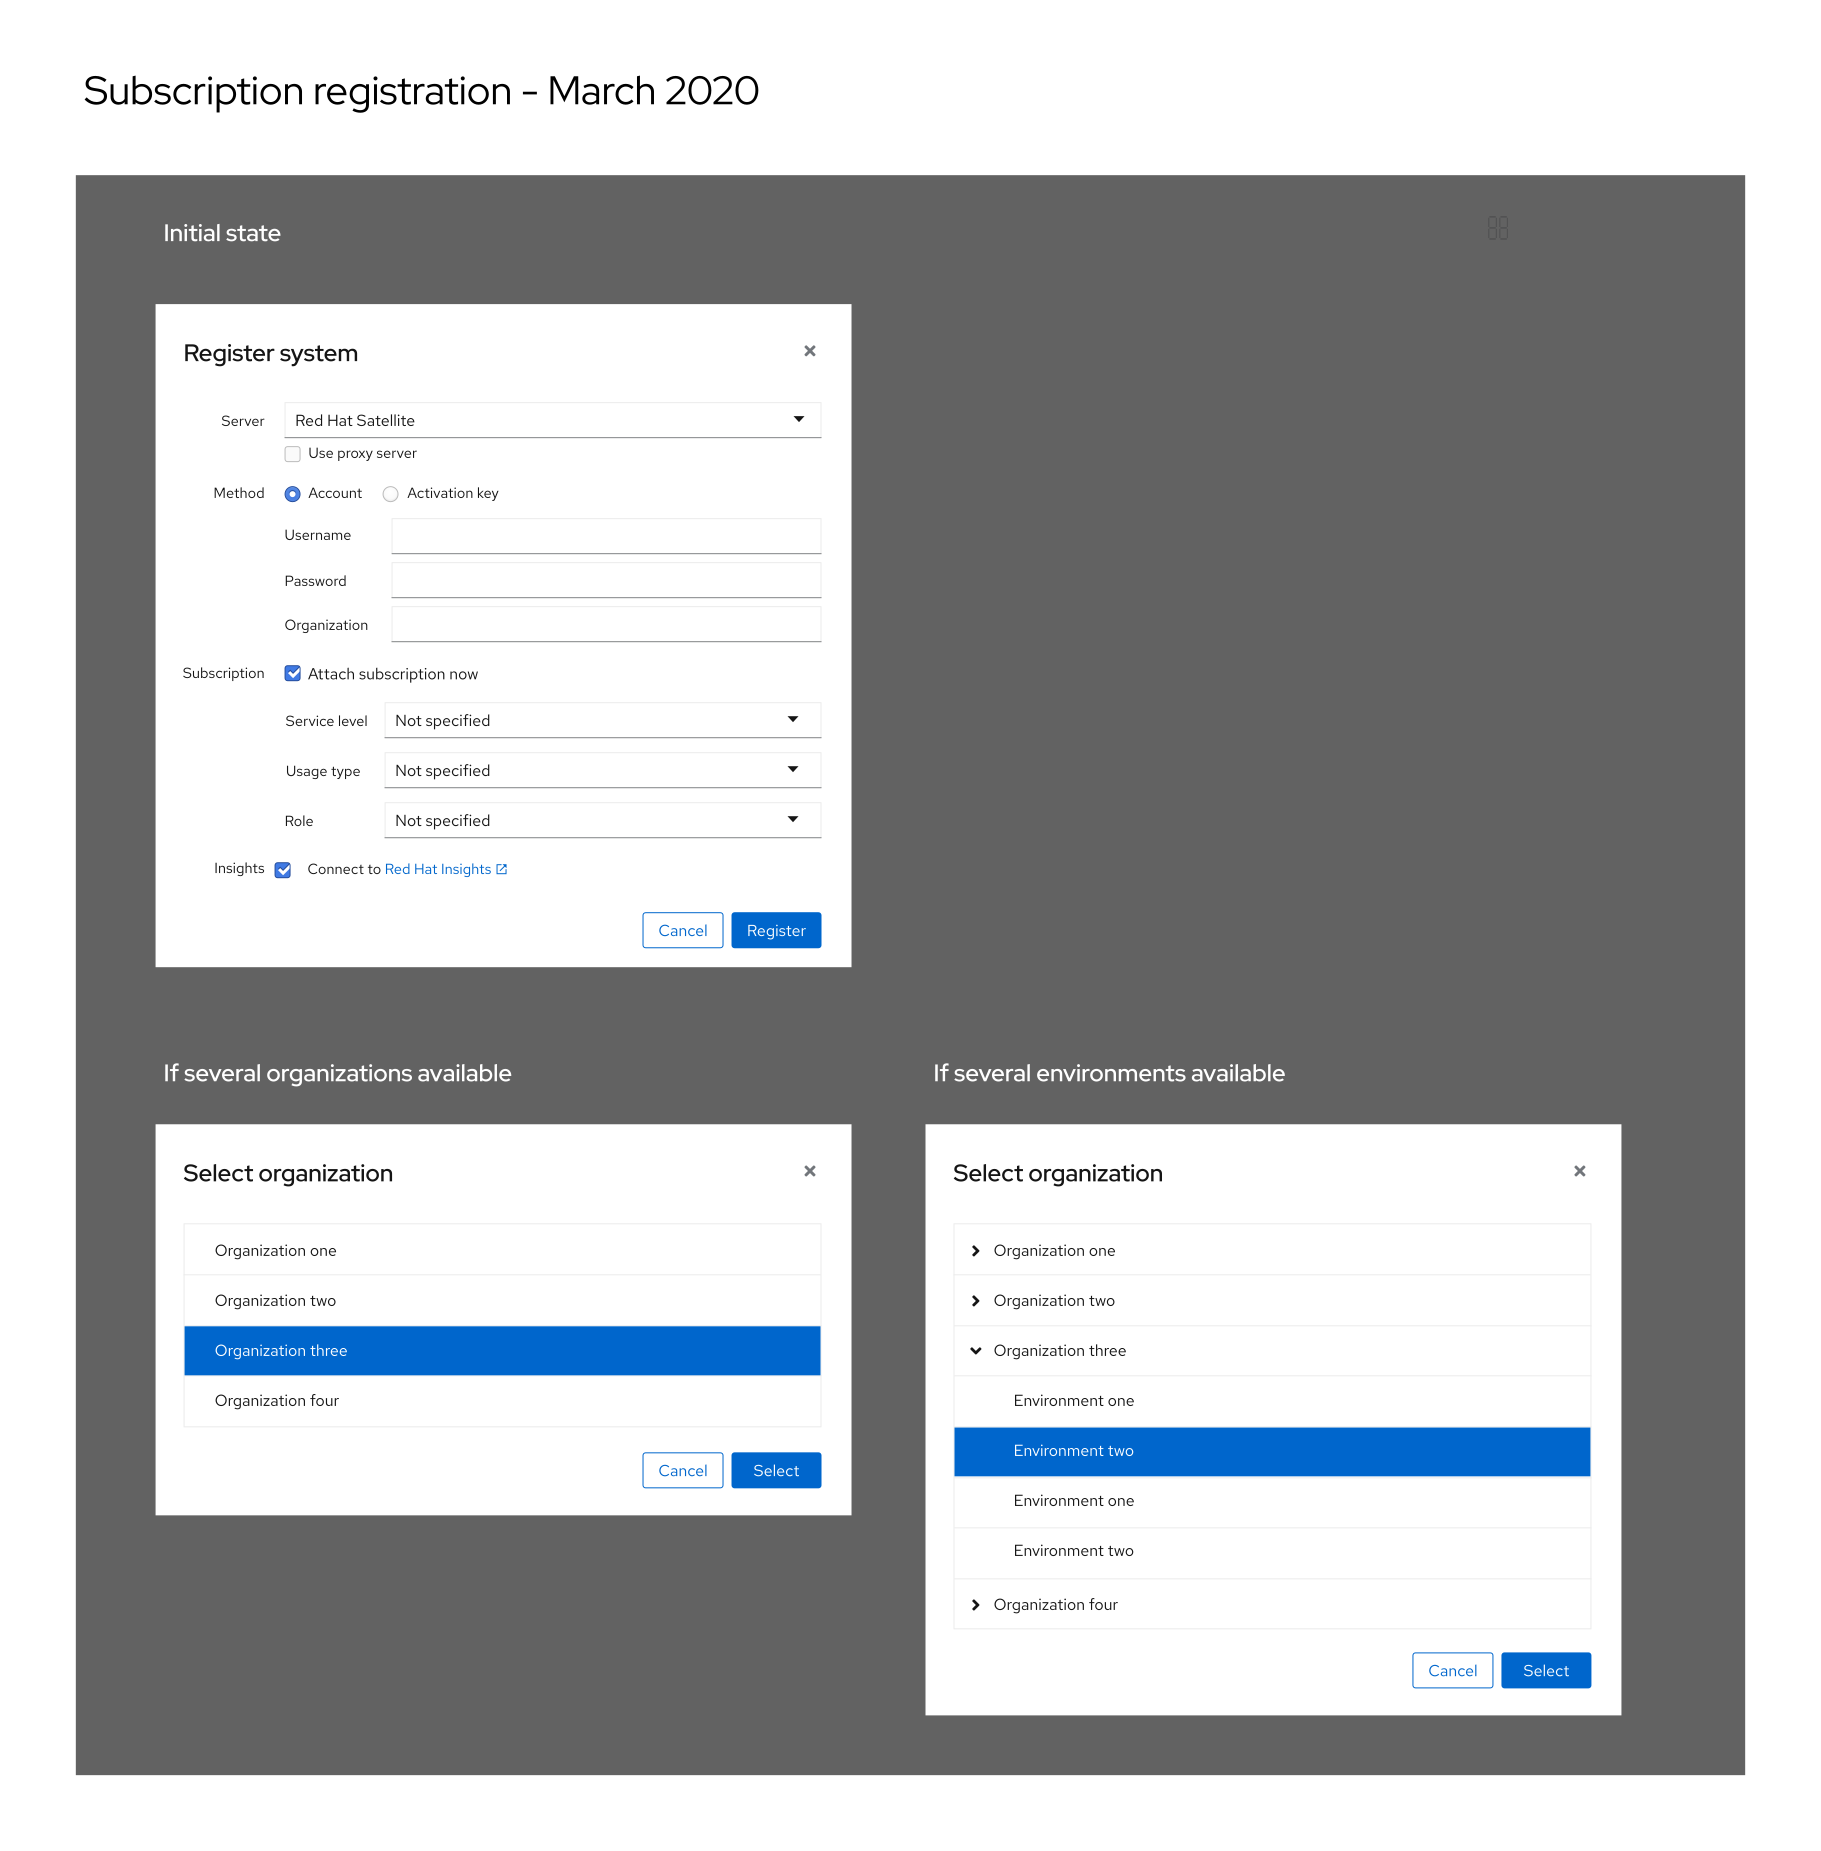 Subscription registration - March 2020
Initial state
Register system
Server
Red Hat Satellite
Use proxy server
Method
Account
Activation key
Username
Password
Organization
Subscription
Attach subscription now
Service level
Not specified
Usage type
Not specified
Role
Not specified
Insights
Connect to Red Hat Insights
Cancel
Register
If several organizations available
Select organization
Organization one
Organization two
Organization three
Organization four
Cancel
Select
If several environments available
Select organization
Organization one
Organization two
Organization three
Environment one
Environment two
Environment one
Environment two
Organization four
Cancel
Select